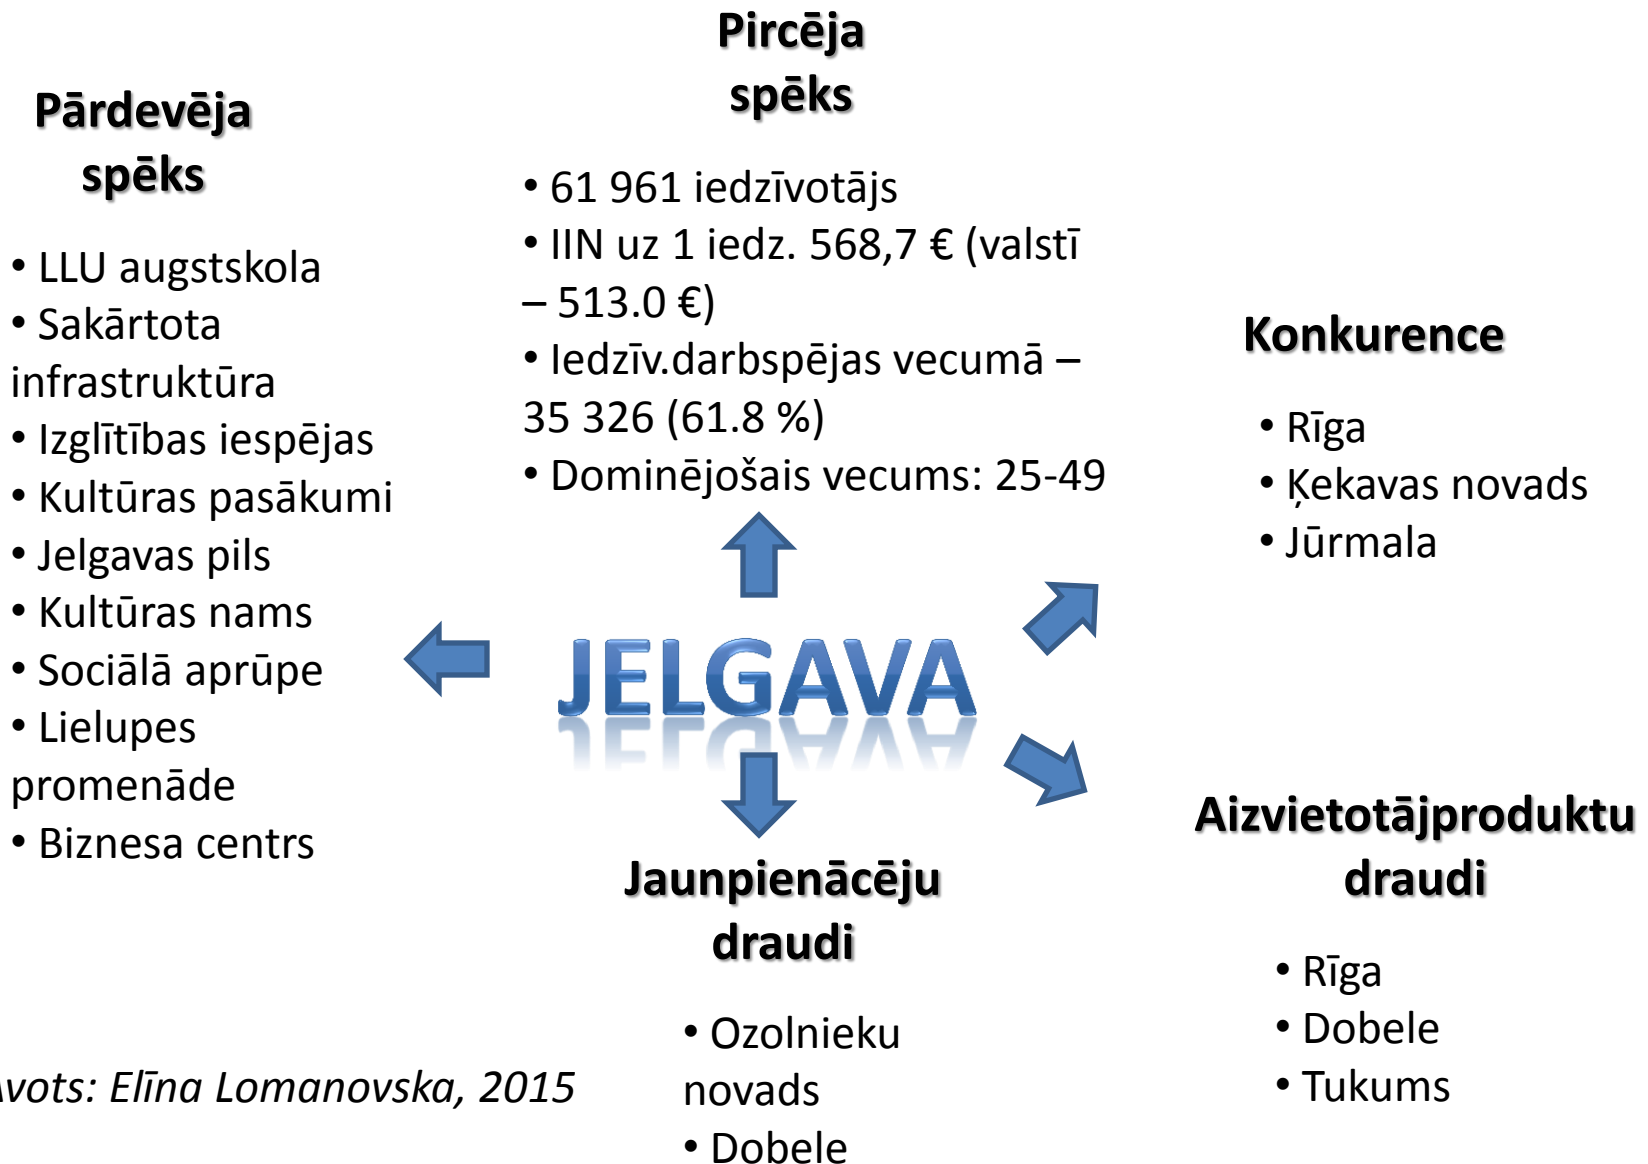 Pircēja
spēks
• 61 961 iedzīvotājs
• IIN uz 1 iedz. 568,7 € (valstī
– 513.0 €)
• Iedzīv.darbspējas vecumā –
35 326 (61.8 %)
• Dominējošais vecums: 25-49
Pārdevēja
spēks
• LLU augstskola
• Sakārtota
infrastruktūra
• Izglītības iespējas
• Kultūras pasākumi
• Jelgavas pils
• Kultūras nams
• Sociālā aprūpe
• Lielupes
promenāde
• Biznesa centrs
Konkurence
• Rīga
• Ķekavas novads
• Jūrmala
JELGAVA
Aizvietotājproduktu
draudi
• Rīga
• Dobele
• Tukums
Jaunpienācēju
draudi
• Ozolnieku
novads
• Dobele
Avots: Elīna Lomanovska, 2015